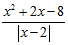 x² + 2x − 8
|x − 2|